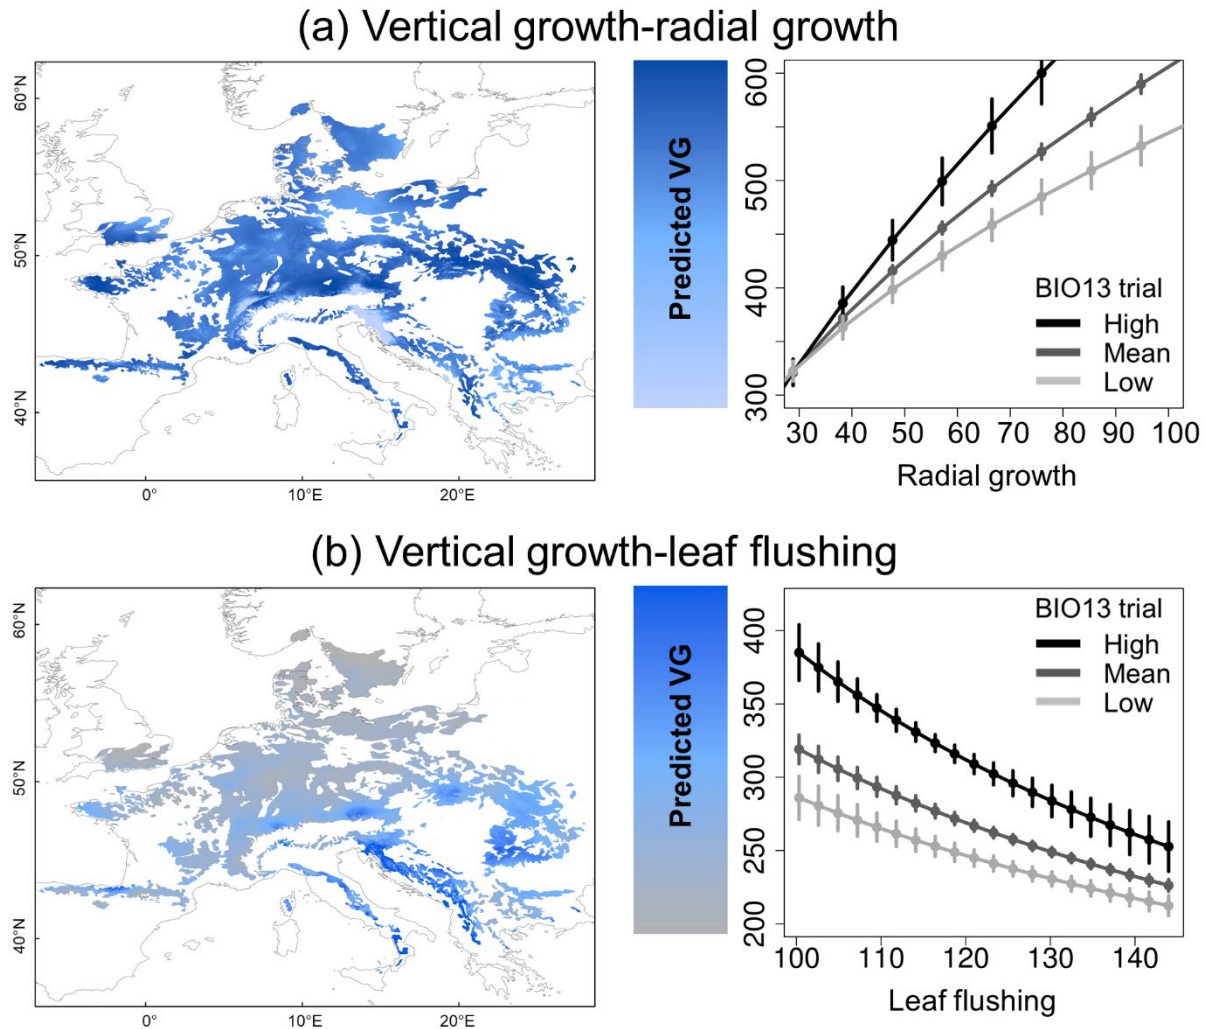 (a) Vertical growth-radial growth
60°N
50°N
40°N
0°
10°E
20°E
Predicted VG
600
500
400
300
BIO13 trial
High
Mean
Low
30 40 50 60 70 80 90 100
Radial growth
(b) Vertical growth-leaf flushing
60°N
50°N
40°N
0°
10°E
20°E
Predicted VG
400
350
300
250
200
BIO13 trial
High
Mean
Low
100 110 120 130 140
Leaf flushing